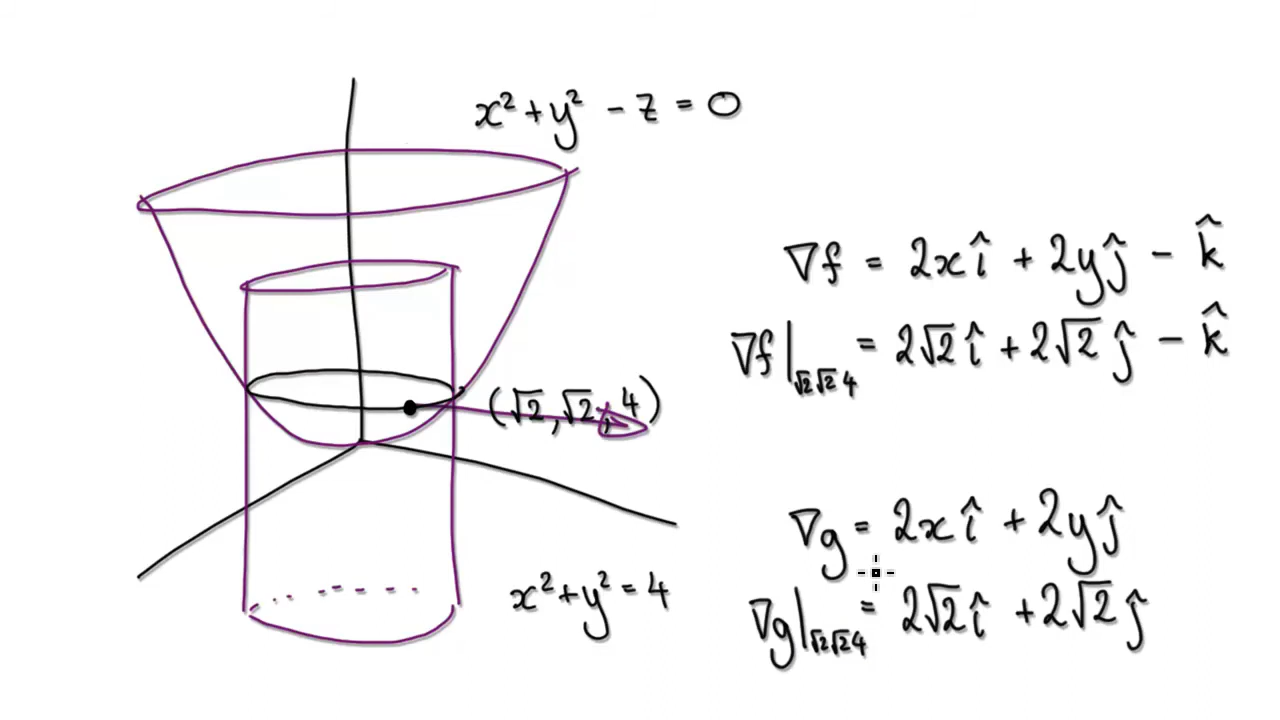 x² + y² - z = 0
∇f = 2x î + 2y ĵ - k̂
∇f|√2 √2 4 = 2√2 î + 2√2 ĵ - k̂
(√2, √2, 4)
∇g = 2x î + 2y ĵ
x² + y² = 4
∇g|√2 √2 4 = 2√2 î + 2√2 ĵ